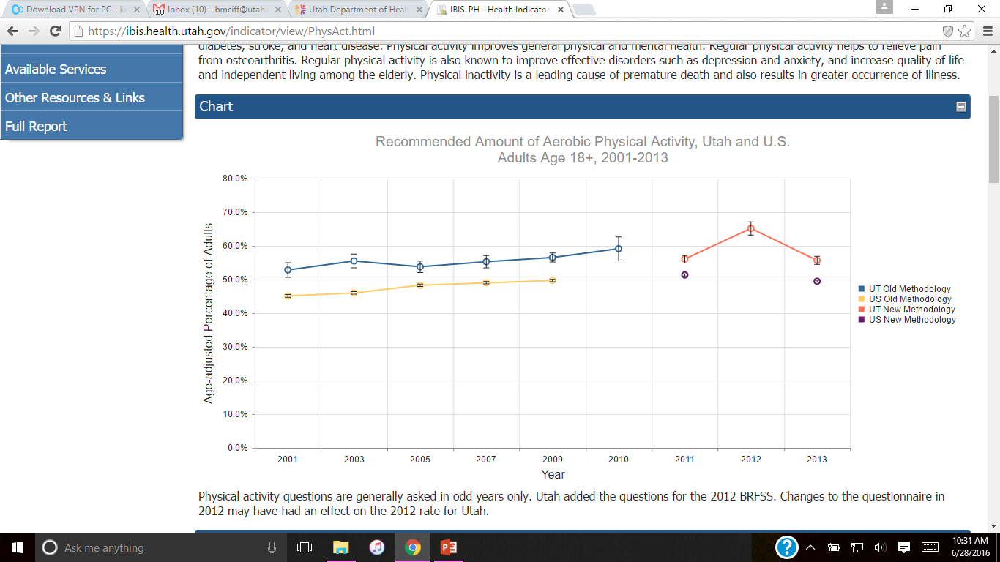 Download VPN for PC - ke
Inbox (10) - bmciff@utah.
Utah Department of Healt
IBIS-PH - Health Indicator
https://ibis.health.utah.gov/indicator/view/PhysAct.html
diabetes, stroke, and heart disease. Physical activity improves general physical and mental health. Regular physical activity helps to relieve pain
from osteoarthritis. Regular physical activity is also known to improve effective disorders such as depression and anxiety, and increase quality of life
and independent living among the elderly. Physical inactivity is a leading cause of premature death and also results in greater occurrence of illness.
Available Services
Other Resources & Links
Full Report
Chart
Recommended Amount of Aerobic Physical Activity, Utah and U.S.
Adults Age 18+, 2001-2013
Age-adjusted Percentage of Adults
80.0%
70.0%
60.0%
50.0%
40.0%
30.0%
20.0%
10.0%
0.0%
2001 2003 2005 2007 2009 2010 2011 2012 2013
Year
UT Old Methodology
US Old Methodology
UT New Methodology
US New Methodology
Physical activity questions are generally asked in odd years only. Utah added the questions for the 2012 BRFSS. Changes to the questionnaire in
2012 may have had an effect on the 2012 rate for Utah.
Ask me anything
10:31 AM
6/28/2016